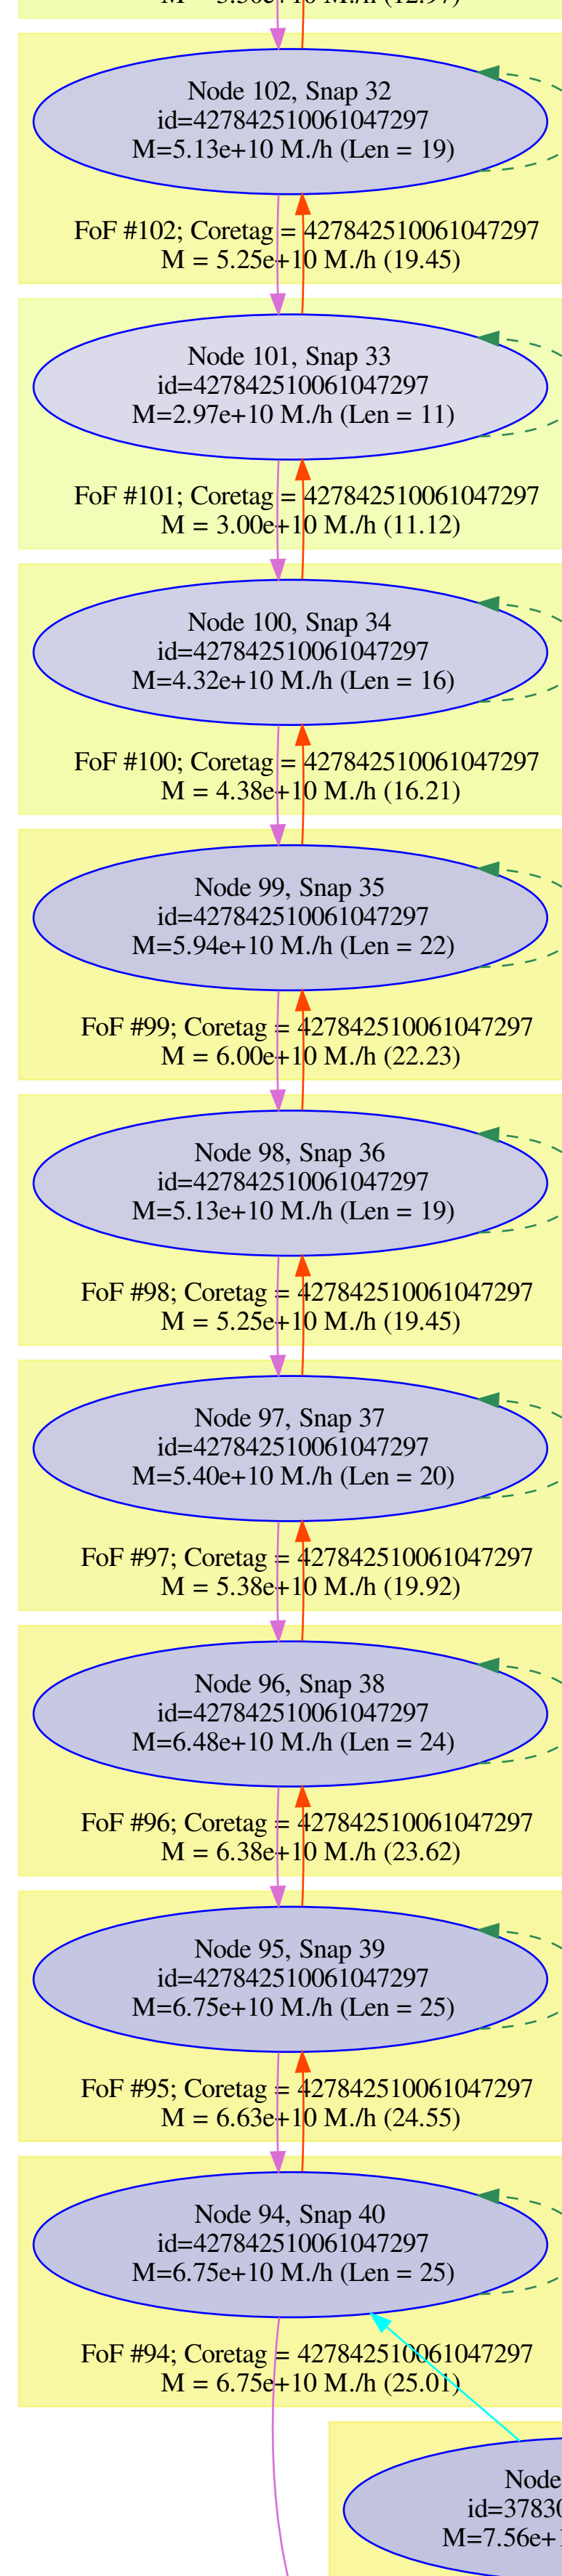 Node 102, Snap 32
id=427842510061047297
M=5.13e+10 M./h (Len = 19)
FoF #102; Coretag = 427842510061047297
M = 5.25e+10 M./h (19.45)
Node 101, Snap 33
id=427842510061047297
M=2.97e+10 M./h (Len = 11)
FoF #101; Coretag = 427842510061047297
M = 3.00e+10 M./h (11.12)
Node 100, Snap 34
id=427842510061047297
M=4.32e+10 M./h (Len = 16)
FoF #100; Coretag = 427842510061047297
M = 4.38e+10 M./h (16.21)
Node 99, Snap 35
id=427842510061047297
M=5.94e+10 M./h (Len = 22)
FoF #99; Coretag = 427842510061047297
M = 6.00e+10 M./h (22.23)
Node 98, Snap 36
id=427842510061047297
M=5.13e+10 M./h (Len = 19)
FoF #98; Coretag = 427842510061047297
M = 5.25e+10 M./h (19.45)
Node 97, Snap 37
id=427842510061047297
M=5.40e+10 M./h (Len = 20)
FoF #97; Coretag = 427842510061047297
M = 5.38e+10 M./h (19.92)
Node 96, Snap 38
id=427842510061047297
M=6.48e+10 M./h (Len = 24)
FoF #96; Coretag = 427842510061047297
M = 6.38e+10 M./h (23.62)
Node 95, Snap 39
id=427842510061047297
M=6.75e+10 M./h (Len = 25)
FoF #95; Coretag = 427842510061047297
M = 6.63e+10 M./h (24.55)
Node 94, Snap 40
id=427842510061047297
M=6.75e+10 M./h (Len = 25)
FoF #94; Coretag = 427842510061047297
M = 6.75e+10 M./h (25.01)
Node
id=3783
M=7.56e+